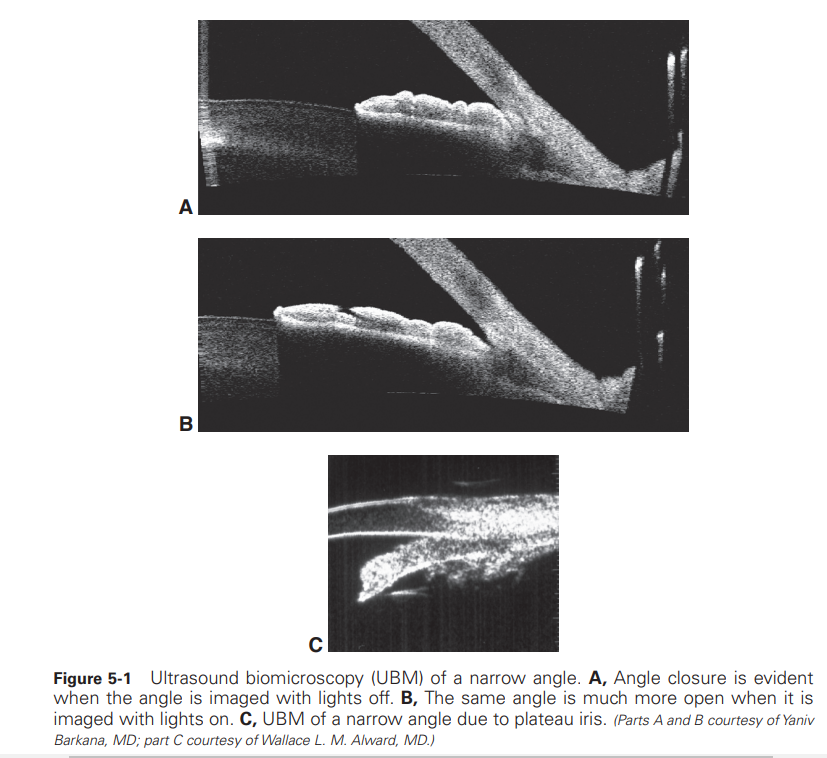 A
B
C
Figure 5-1 Ultrasound biomicroscopy (UBM) of a narrow angle. A, Angle closure is evident
when the angle is imaged with lights off. B, The same angle is much more open when it is
imaged with lights on. C, UBM of a narrow angle due to plateau iris. (Parts A and B courtesy of Yaniv
Barkana, MD; part C courtesy of Wallace L. M. Alward, MD.)